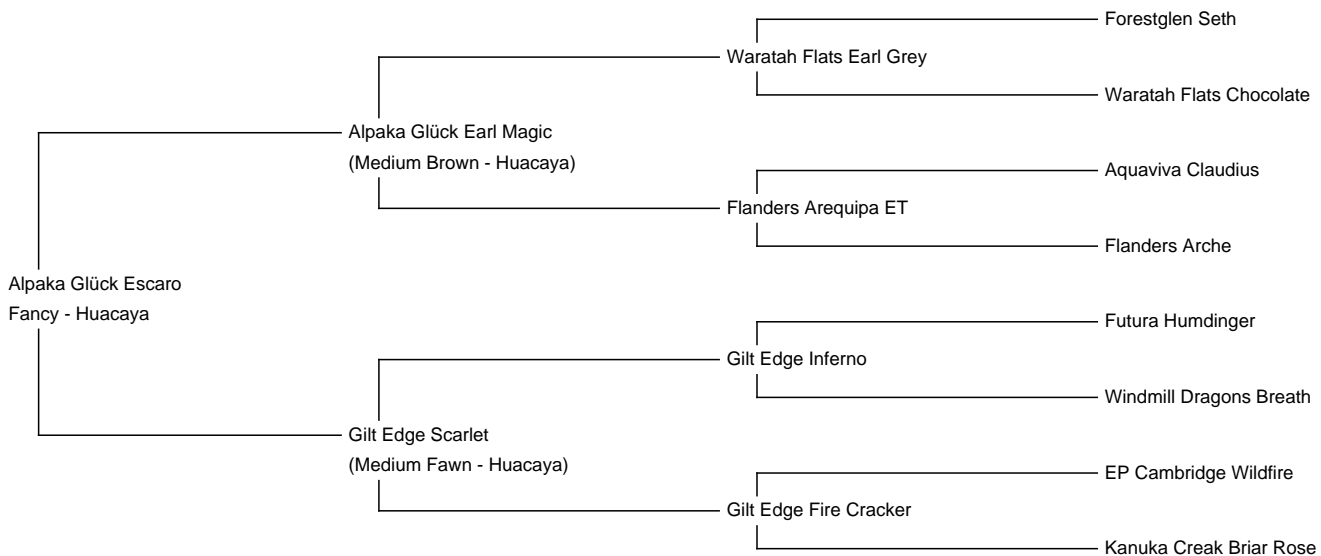 Forestglen Seth
Waratah Flats Earl Grey
Waratah Flats Chocolate
Alpaka Glück Earl Magic
(Medium Brown - Huacaya)
Aquaviva Claudius
Flanders Arequipa ET
Flanders Arche
Alpaka Glück Escaro
Fancy - Huacaya
Futura Humdinger
Gilt Edge Inferno
Windmill Dragons Breath
Gilt Edge Scarlet
(Medium Fawn - Huacaya)
EP Cambridge Wildfire
Gilt Edge Fire Cracker
Kanuka Creak Briar Rose